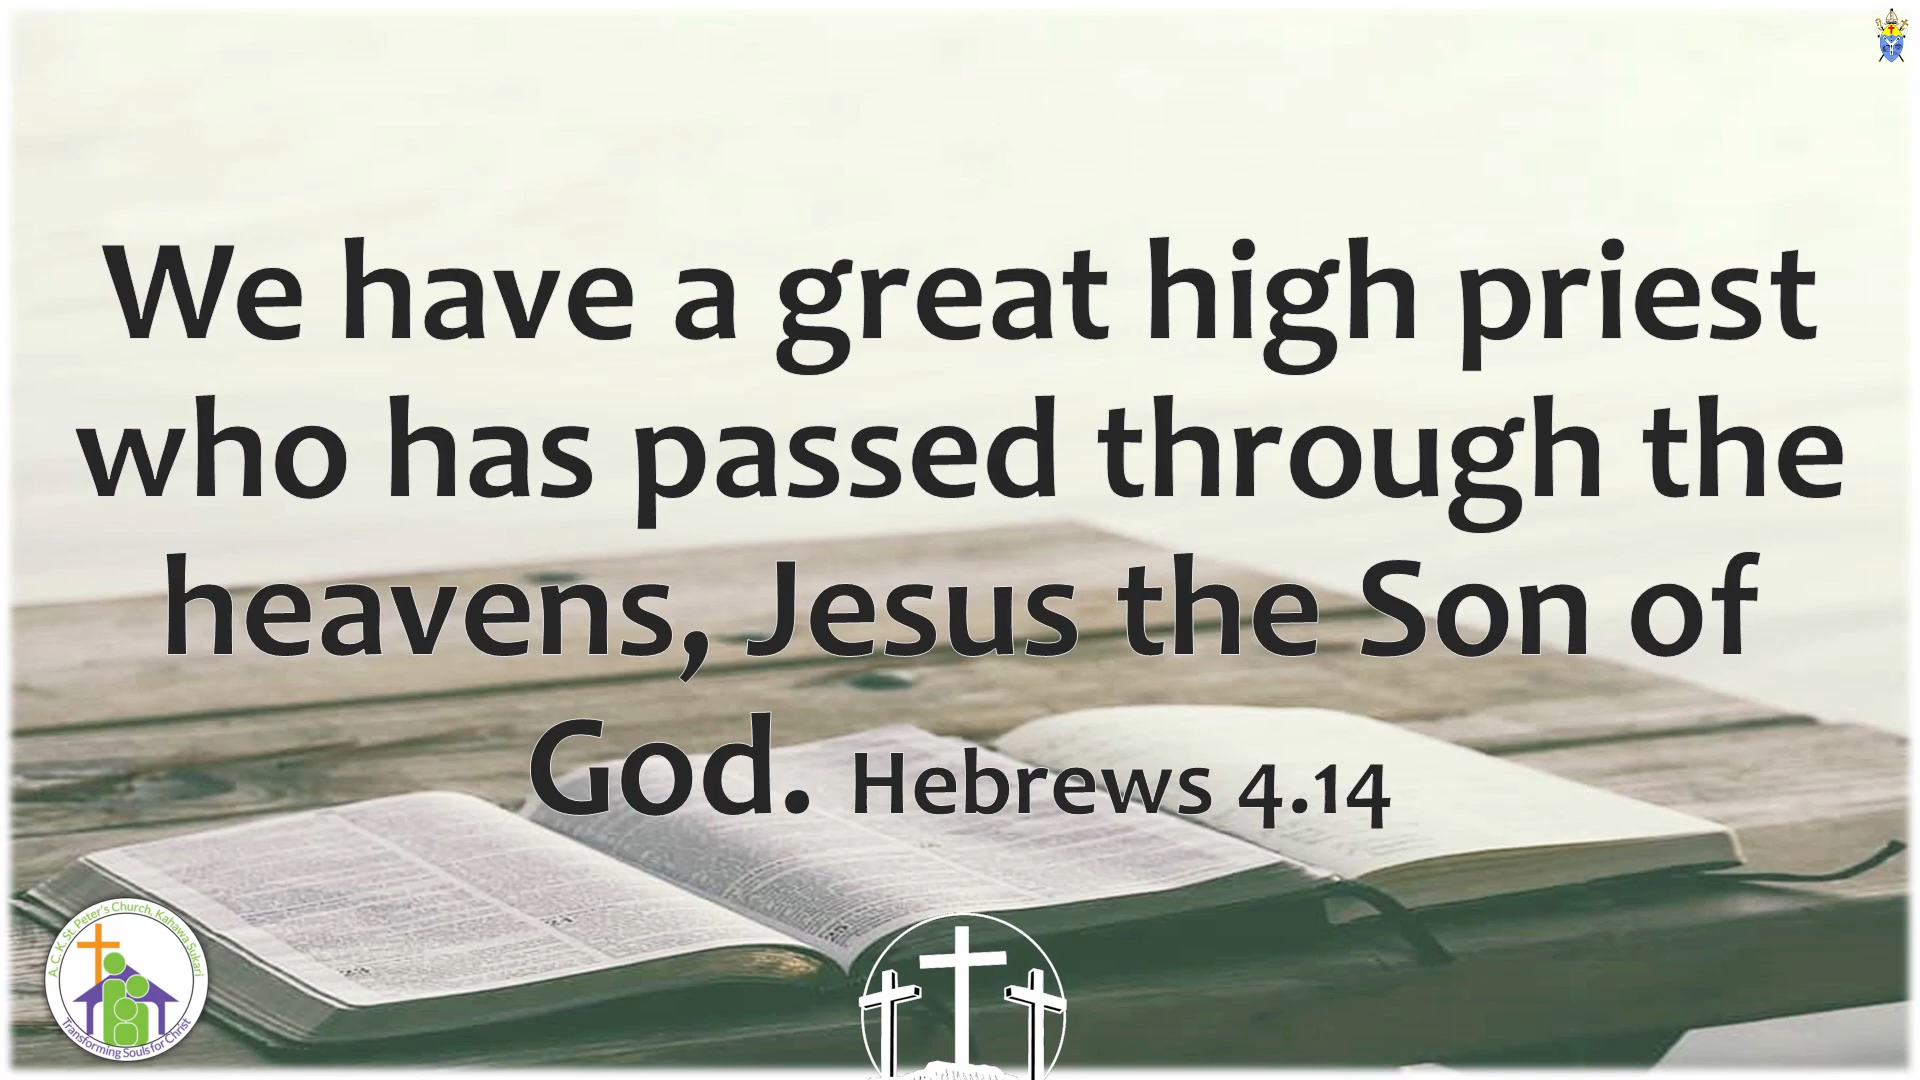 We have a great high priest
who has passed through the
heavens, Jesus the Son of
God. Hebrews 4.14
A. C. K. St. Peter's Church, Kahawa Sukari
Transforming Souls for Christ